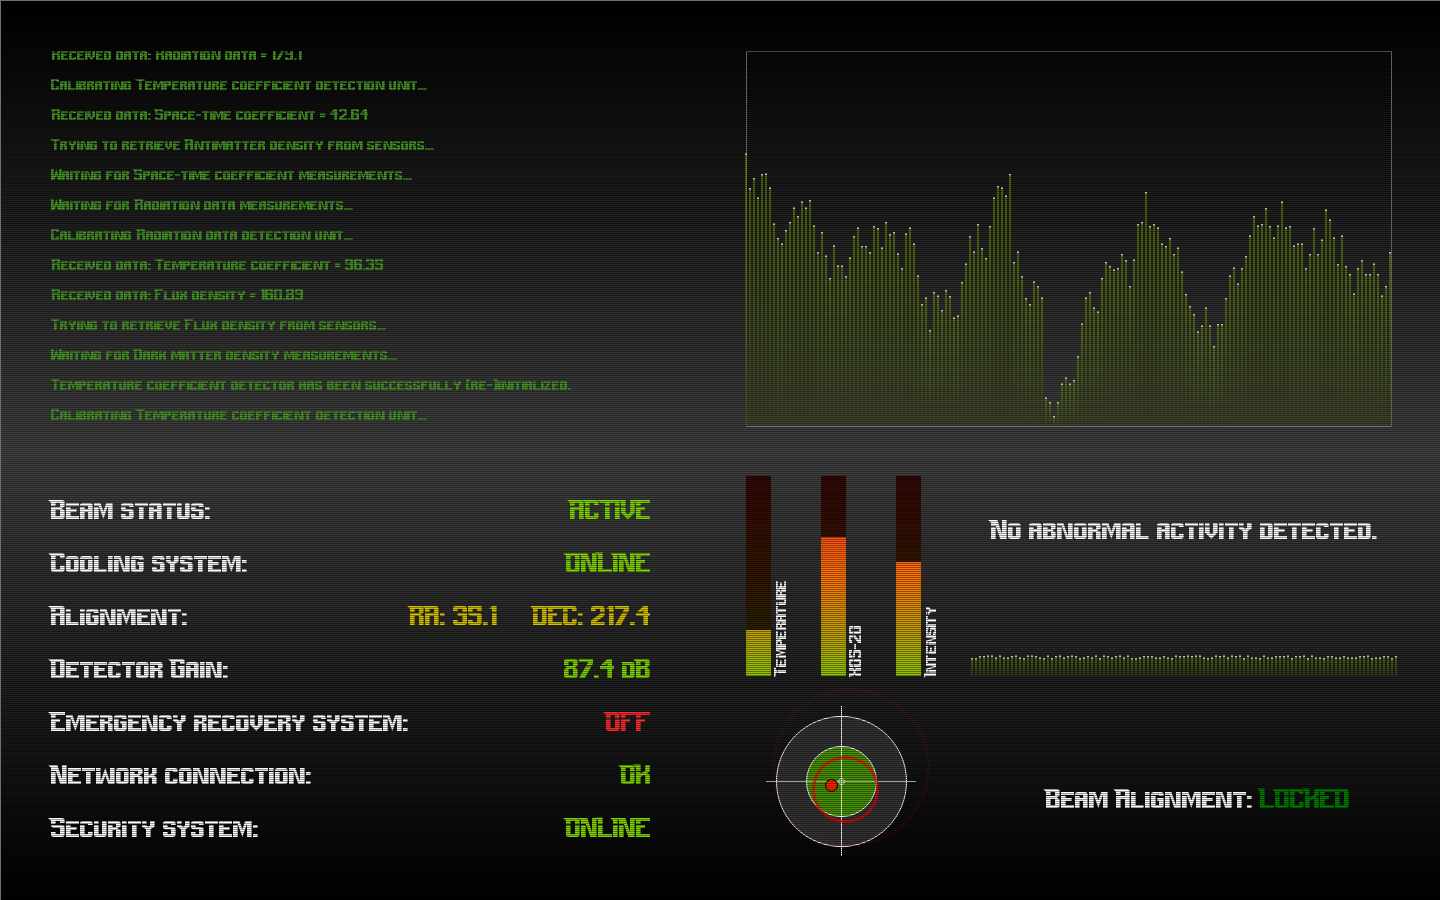 Received data: Radiation data = 179.1
Calibrating Temperature coefficient detection unit...
Received data: Space-time coefficient = 42.64
Trying to retrieve Antimatter density from sensors...
Waiting for Space-time coefficient measurements...
Waiting for Radiation data measurements...
Calibrating Radiation data detection unit...
Received data: Temperature coefficient = 96.35
Received data: Flux density = 160.89
Trying to retrieve Flux density from sensors...
Waiting for Dark matter density measurements...
Temperature coefficient detector has been successfully (re-)initialized.
Calibrating Temperature coefficient detection unit...
Beam status: ACTIVE
Cooling system: ONLINE
Alignment: RA: 35.1 DEC: 217.4
Detector Gain: 87.4 dB
Emergency recovery system: OFF
Network connection: OK
Security system: ONLINE
Temperature
X05-20
Intensity
No abnormal activity detected.
Beam Alignment: LOCKED